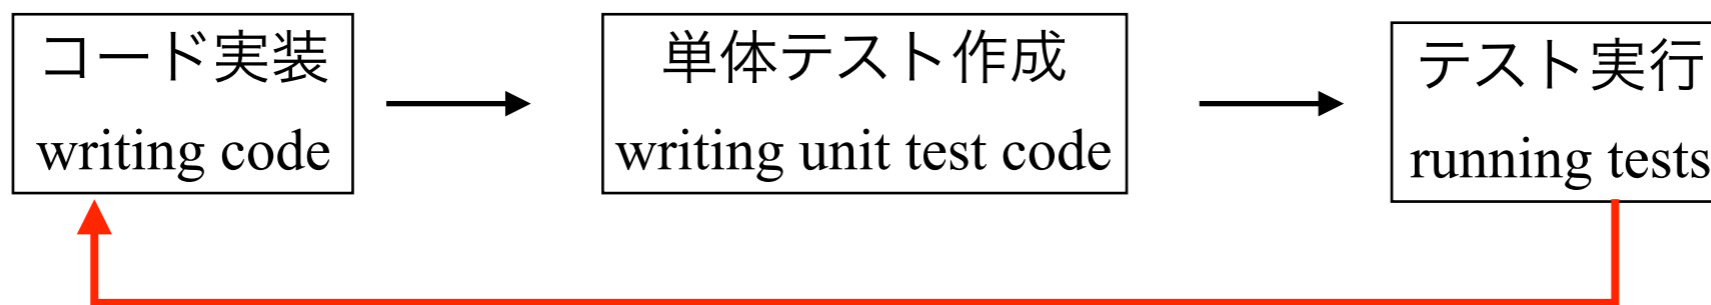 コード実装
writing code
単体テスト作成
writing unit test code
テスト実行
running tests